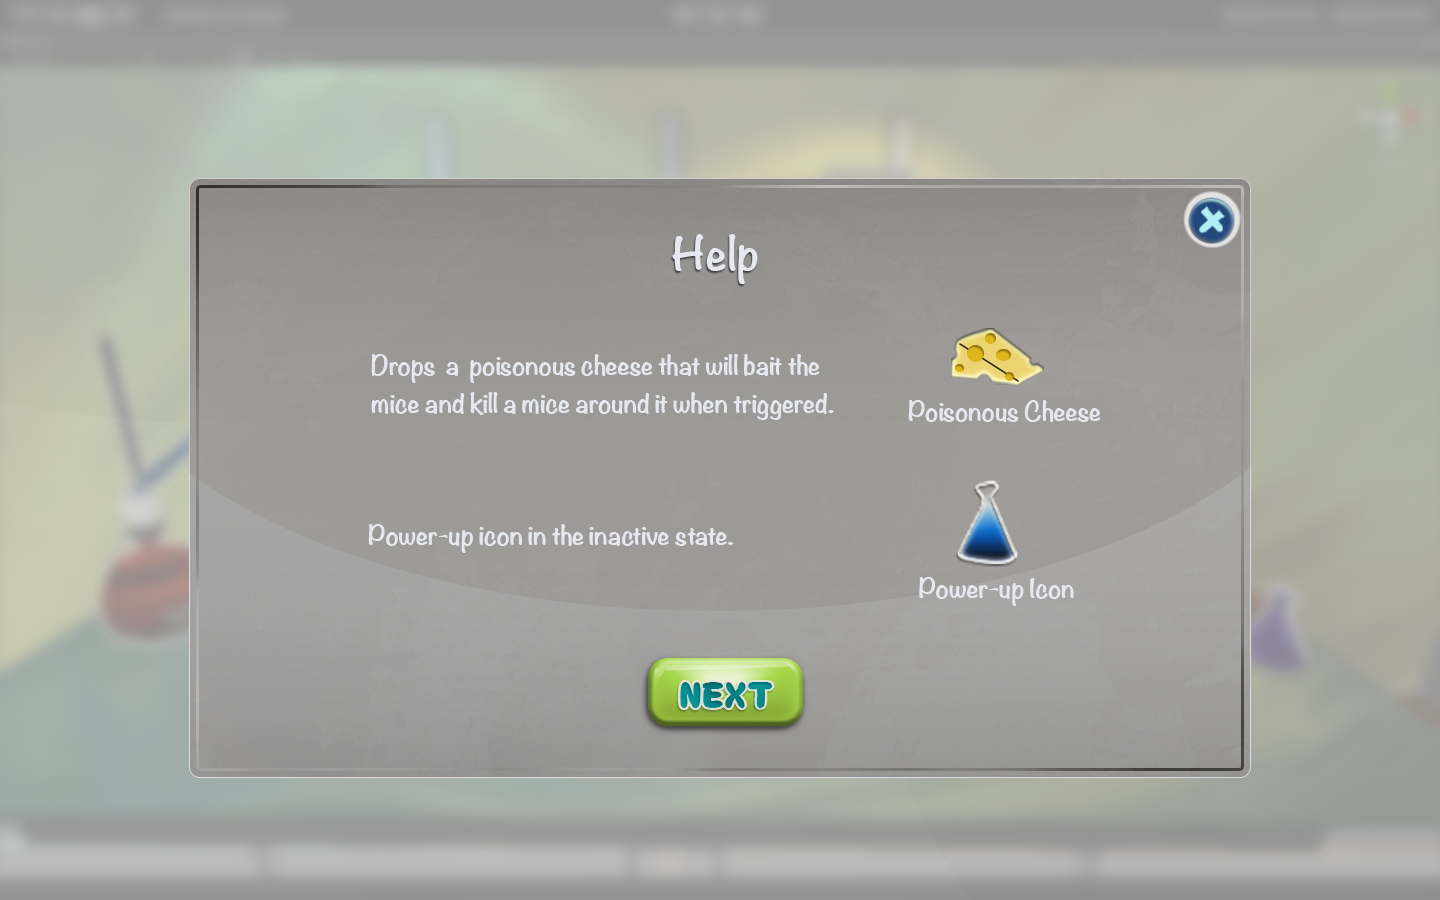 Help
Drops a poisonous cheese that will bait the
mice and kill a mice around it when triggered.
Poisonous Cheese
Power-up icon in the inactive state.
Power-up Icon
NEXT